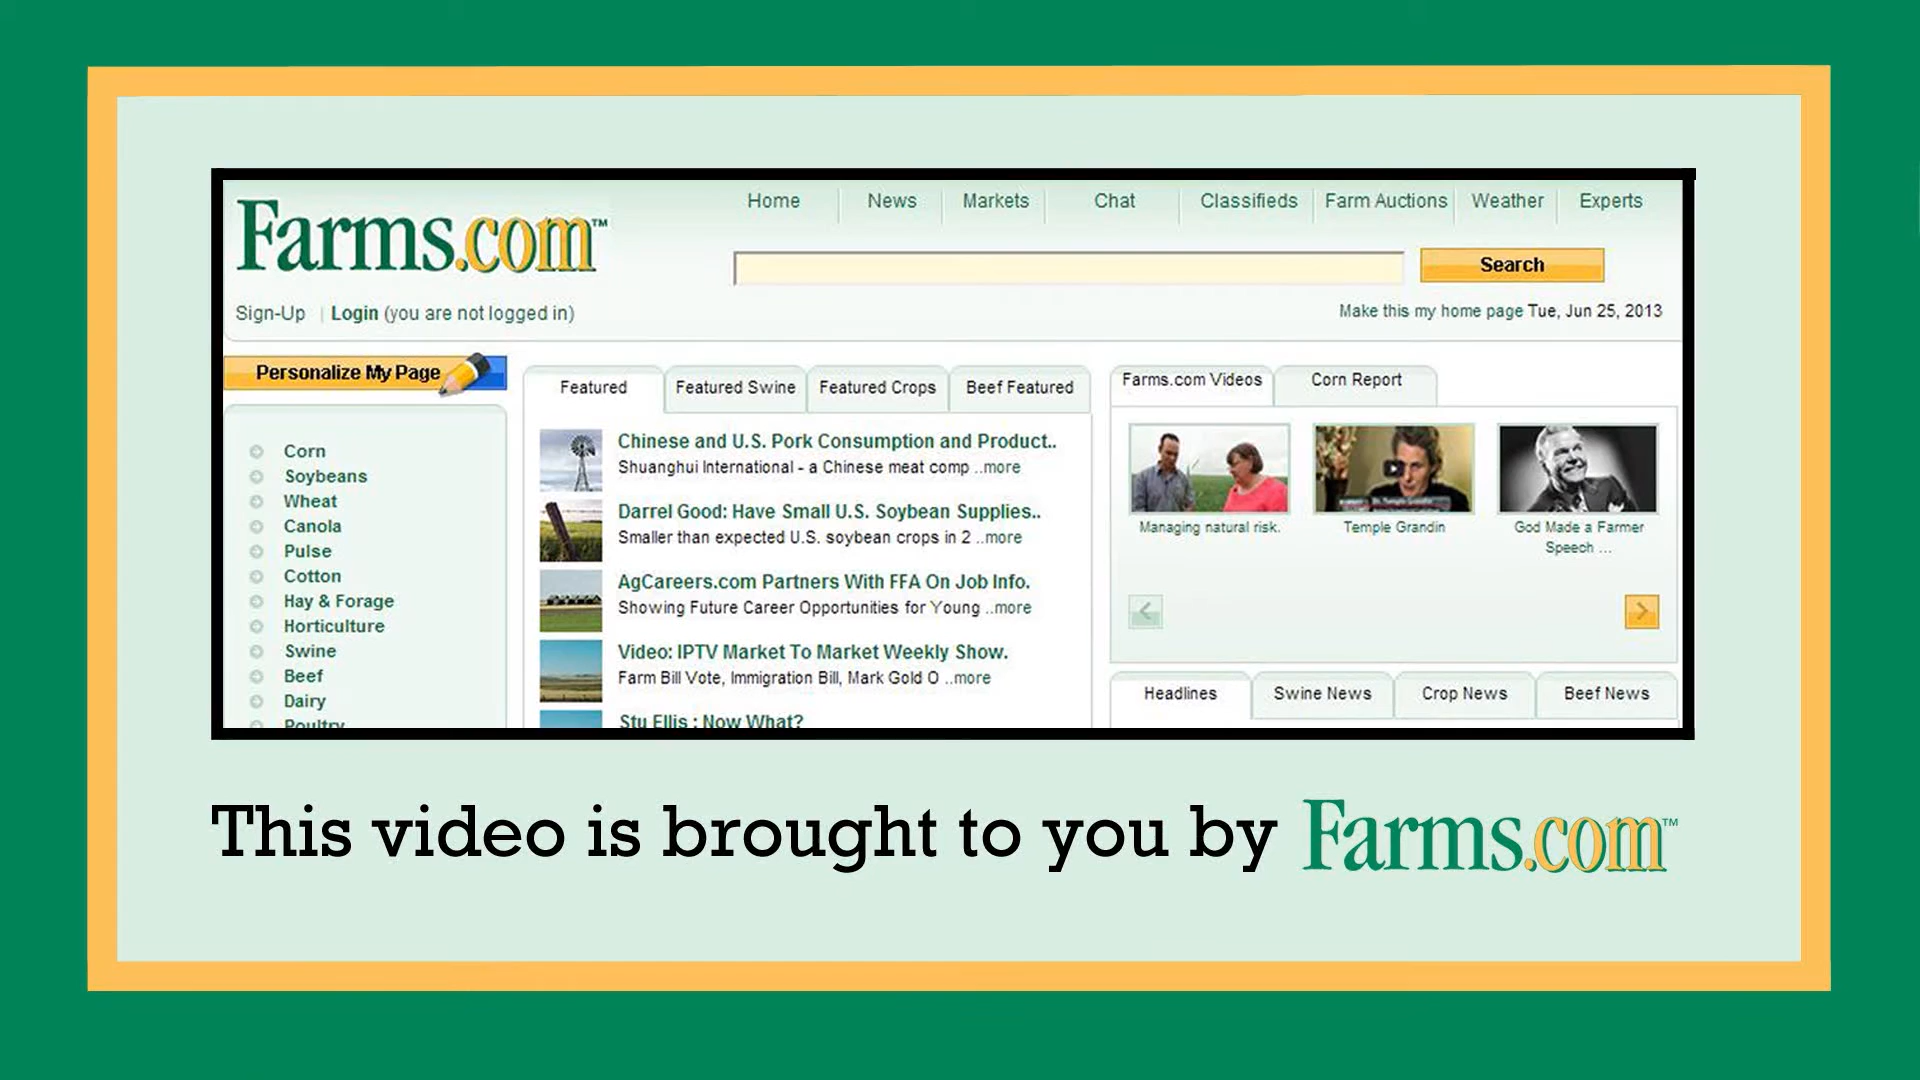 Farms.com™
Home News Markets Chat Classifieds Farm Auctions Weather Experts
Search
Sign-Up | Login (you are not logged in)
Make this my home page Tue, Jun 25, 2013
Personalize My Page
Corn
Soybeans
Wheat
Canola
Pulse
Cotton
Hay & Forage
Horticulture
Swine
Beef
Dairy
Poultry
Featured Featured Swine Featured Crops Beef Featured
Chinese and U.S. Pork Consumption and Product..
Shuanghui International - a Chinese meat comp ..more
Darrel Good: Have Small U.S. Soybean Supplies..
Smaller than expected U.S. soybean crops in 2 ..more
AgCareers.com Partners With FFA On Job Info.
Showing Future Career Opportunities for Young ..more
Video: IPTV Market To Market Weekly Show.
Farm Bill Vote, Immigration Bill, Mark Gold O ..more
Stu Ellis : Now What?
Farms.com Videos Corn Report
Managing natural risk.
Temple Grandin
God Made a Farmer
Speech ...
Headlines Swine News Crop News Beef News
This video is brought to you by Farms.com™